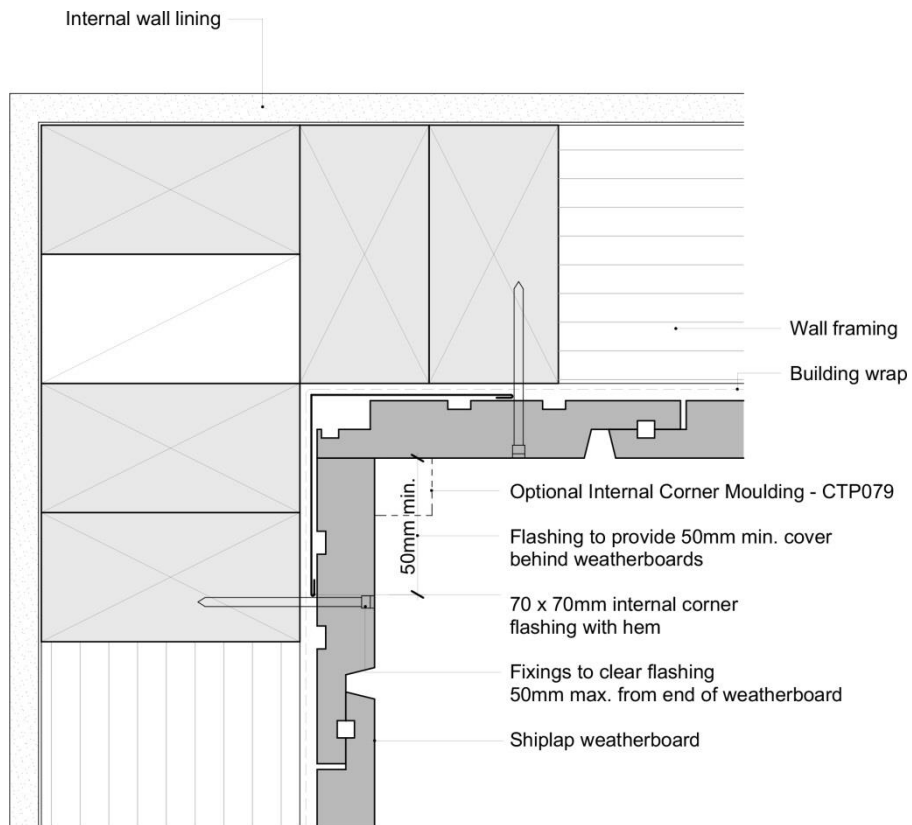 Internal wall lining
Wall framing
Building wrap
50mm min.
Optional Internal Corner Moulding - CTP079
Flashing to provide 50mm min. cover
behind weatherboards
70 x 70mm internal corner
flashing with hem
Fixings to clear flashing
50mm max. from end of weatherboard
Shiplap weatherboard